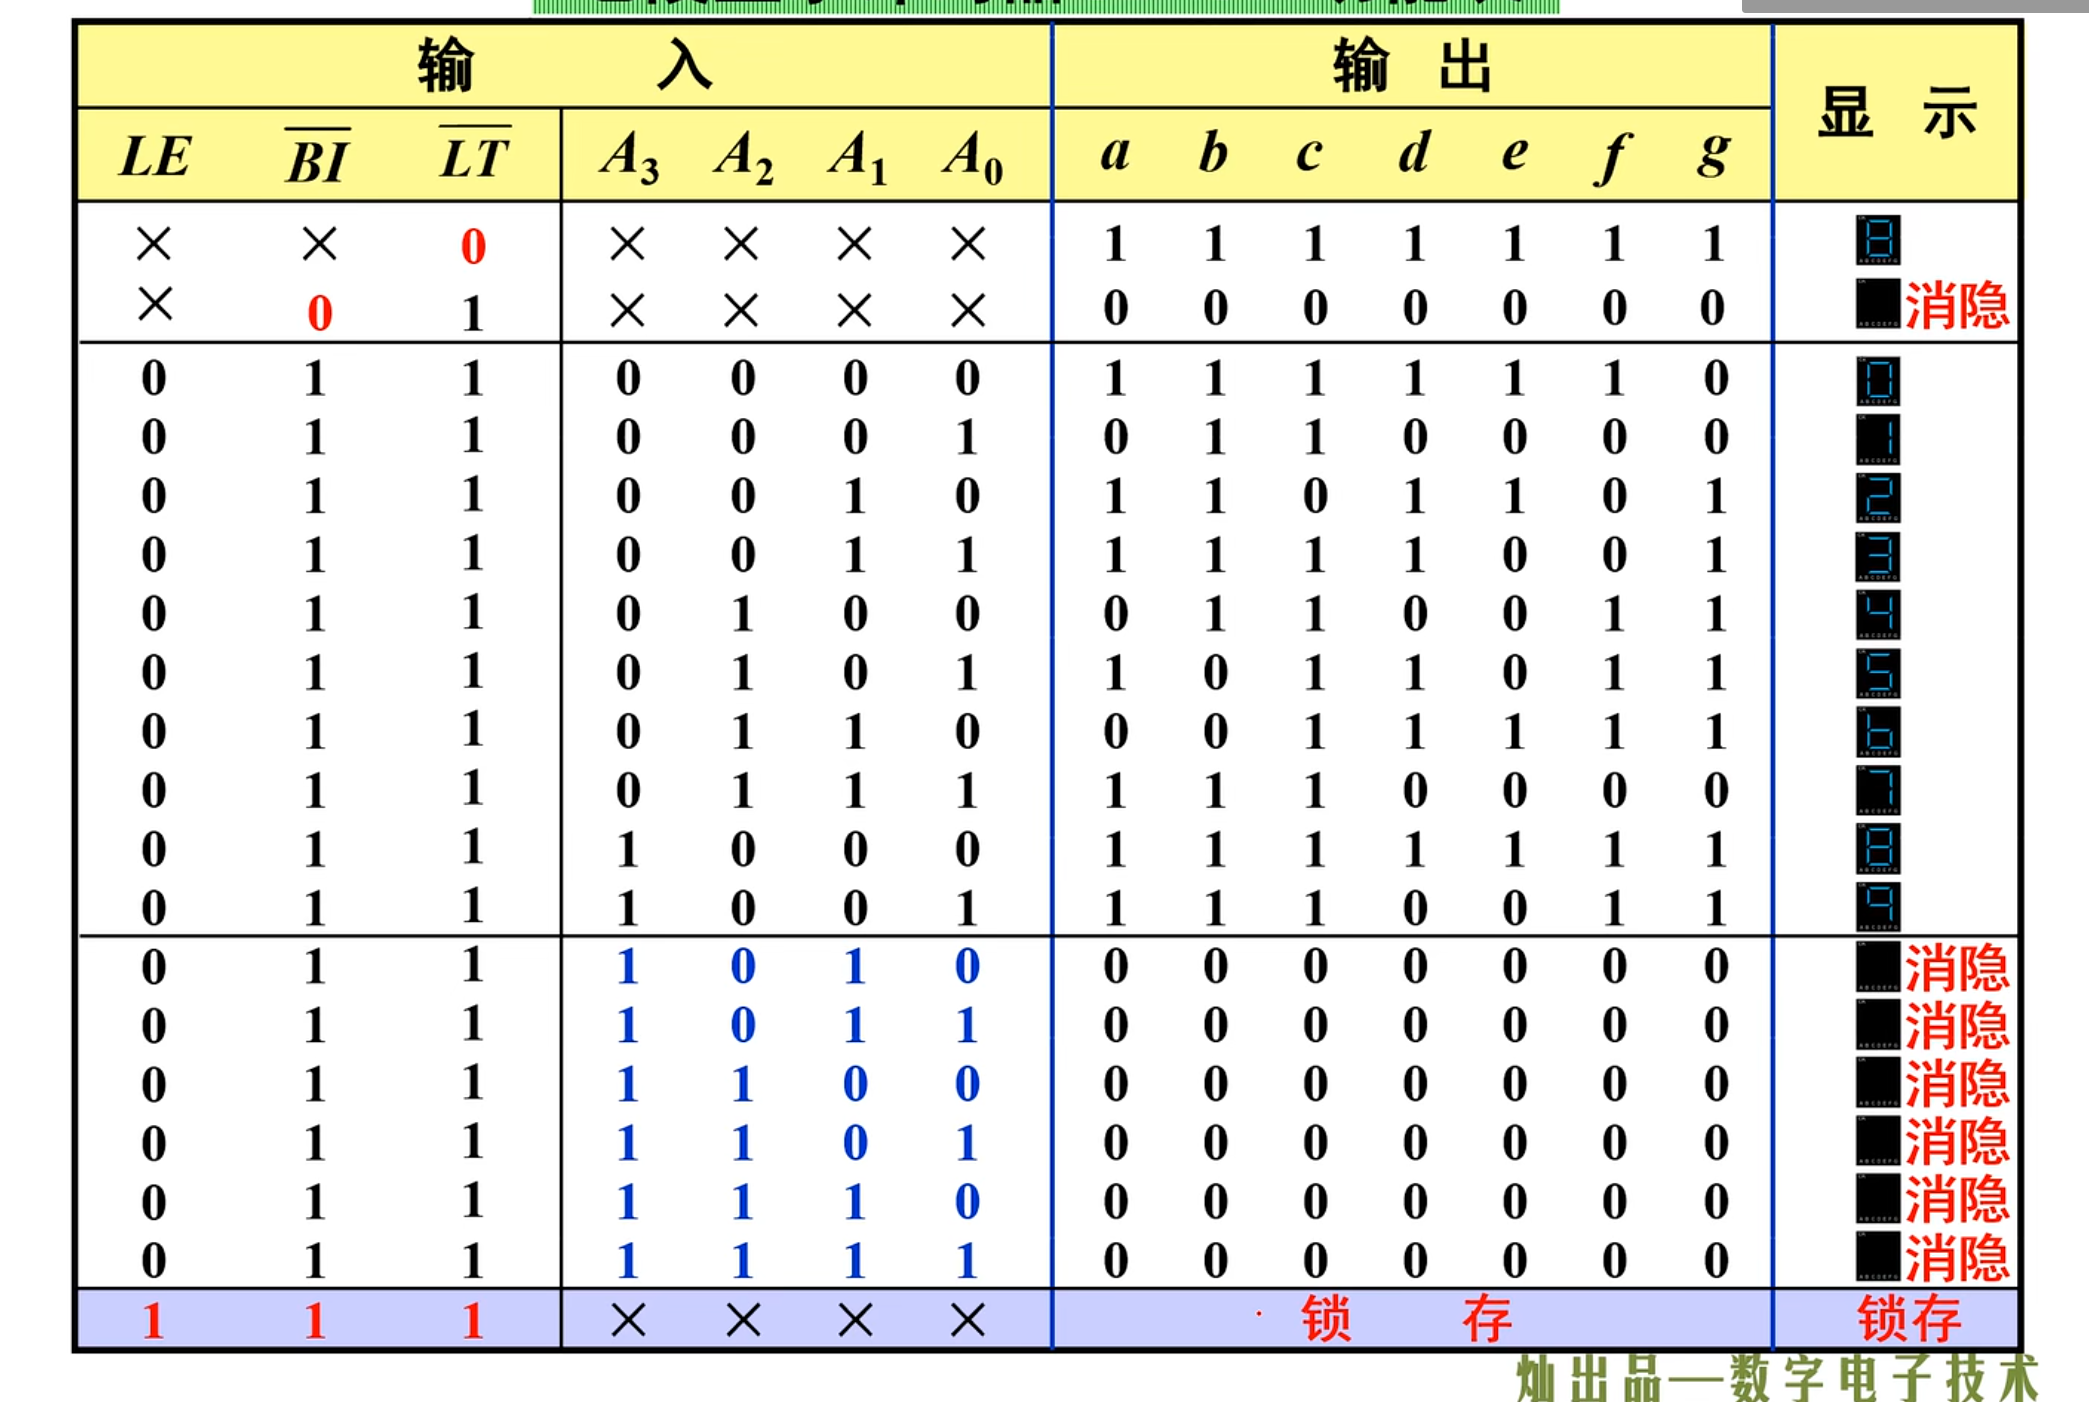 输 入 输 出 显 示
LE B̅I̅ L̅T̅ A₃ A₂ A₁ A₀ a b c d e f g
× × 0 × × × × 1 1 1 1 1 1 1 8
× 0 1 × × × × 0 0 0 0 0 0 0 消隐
0 1 1 0 0 0 0 1 1 1 1 1 1 0 0
0 1 1 0 0 0 1 0 1 1 0 0 0 0 1
0 1 1 0 0 1 0 1 1 0 1 1 0 1 2
0 1 1 0 0 1 1 1 1 1 1 0 0 1 3
0 1 1 0 1 0 0 0 1 1 0 0 1 1 4
0 1 1 0 1 0 1 1 0 1 1 0 1 1 5
0 1 1 0 1 1 0 0 0 1 1 1 1 1 6
0 1 1 0 1 1 1 1 1 1 0 0 0 0 7
0 1 1 1 0 0 0 1 1 1 1 1 1 1 8
0 1 1 1 0 0 1 1 1 1 0 0 1 1 9
0 1 1 1 0 1 0 0 0 0 0 0 0 0 消隐
0 1 1 1 0 1 1 0 0 0 0 0 0 0 消隐
0 1 1 1 1 0 0 0 0 0 0 0 0 0 消隐
0 1 1 1 1 0 1 0 0 0 0 0 0 0 消隐
0 1 1 1 1 1 0 0 0 0 0 0 0 0 消隐
0 1 1 1 1 1 1 0 0 0 0 0 0 0 消隐
1 1 1 × × × × 锁 存 锁存
灿出品—数字电子技术